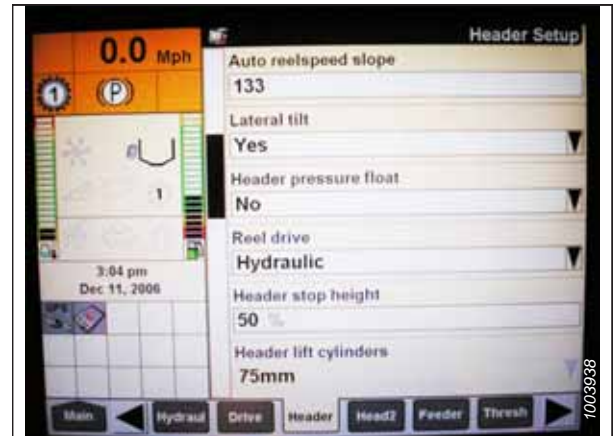 0.0 Mph
Header Setup
Auto reelspeed slope
133
1
P
Lateral tilt
Yes
Header pressure float
No
1
Reel drive
Hydraulic
3:04 pm
Dec 11, 2006
Header stop height
50 %
Header lift cylinders
75mm
Main
Hydraul
Drive
Header
Head2
Feeder
Thresh
1003938